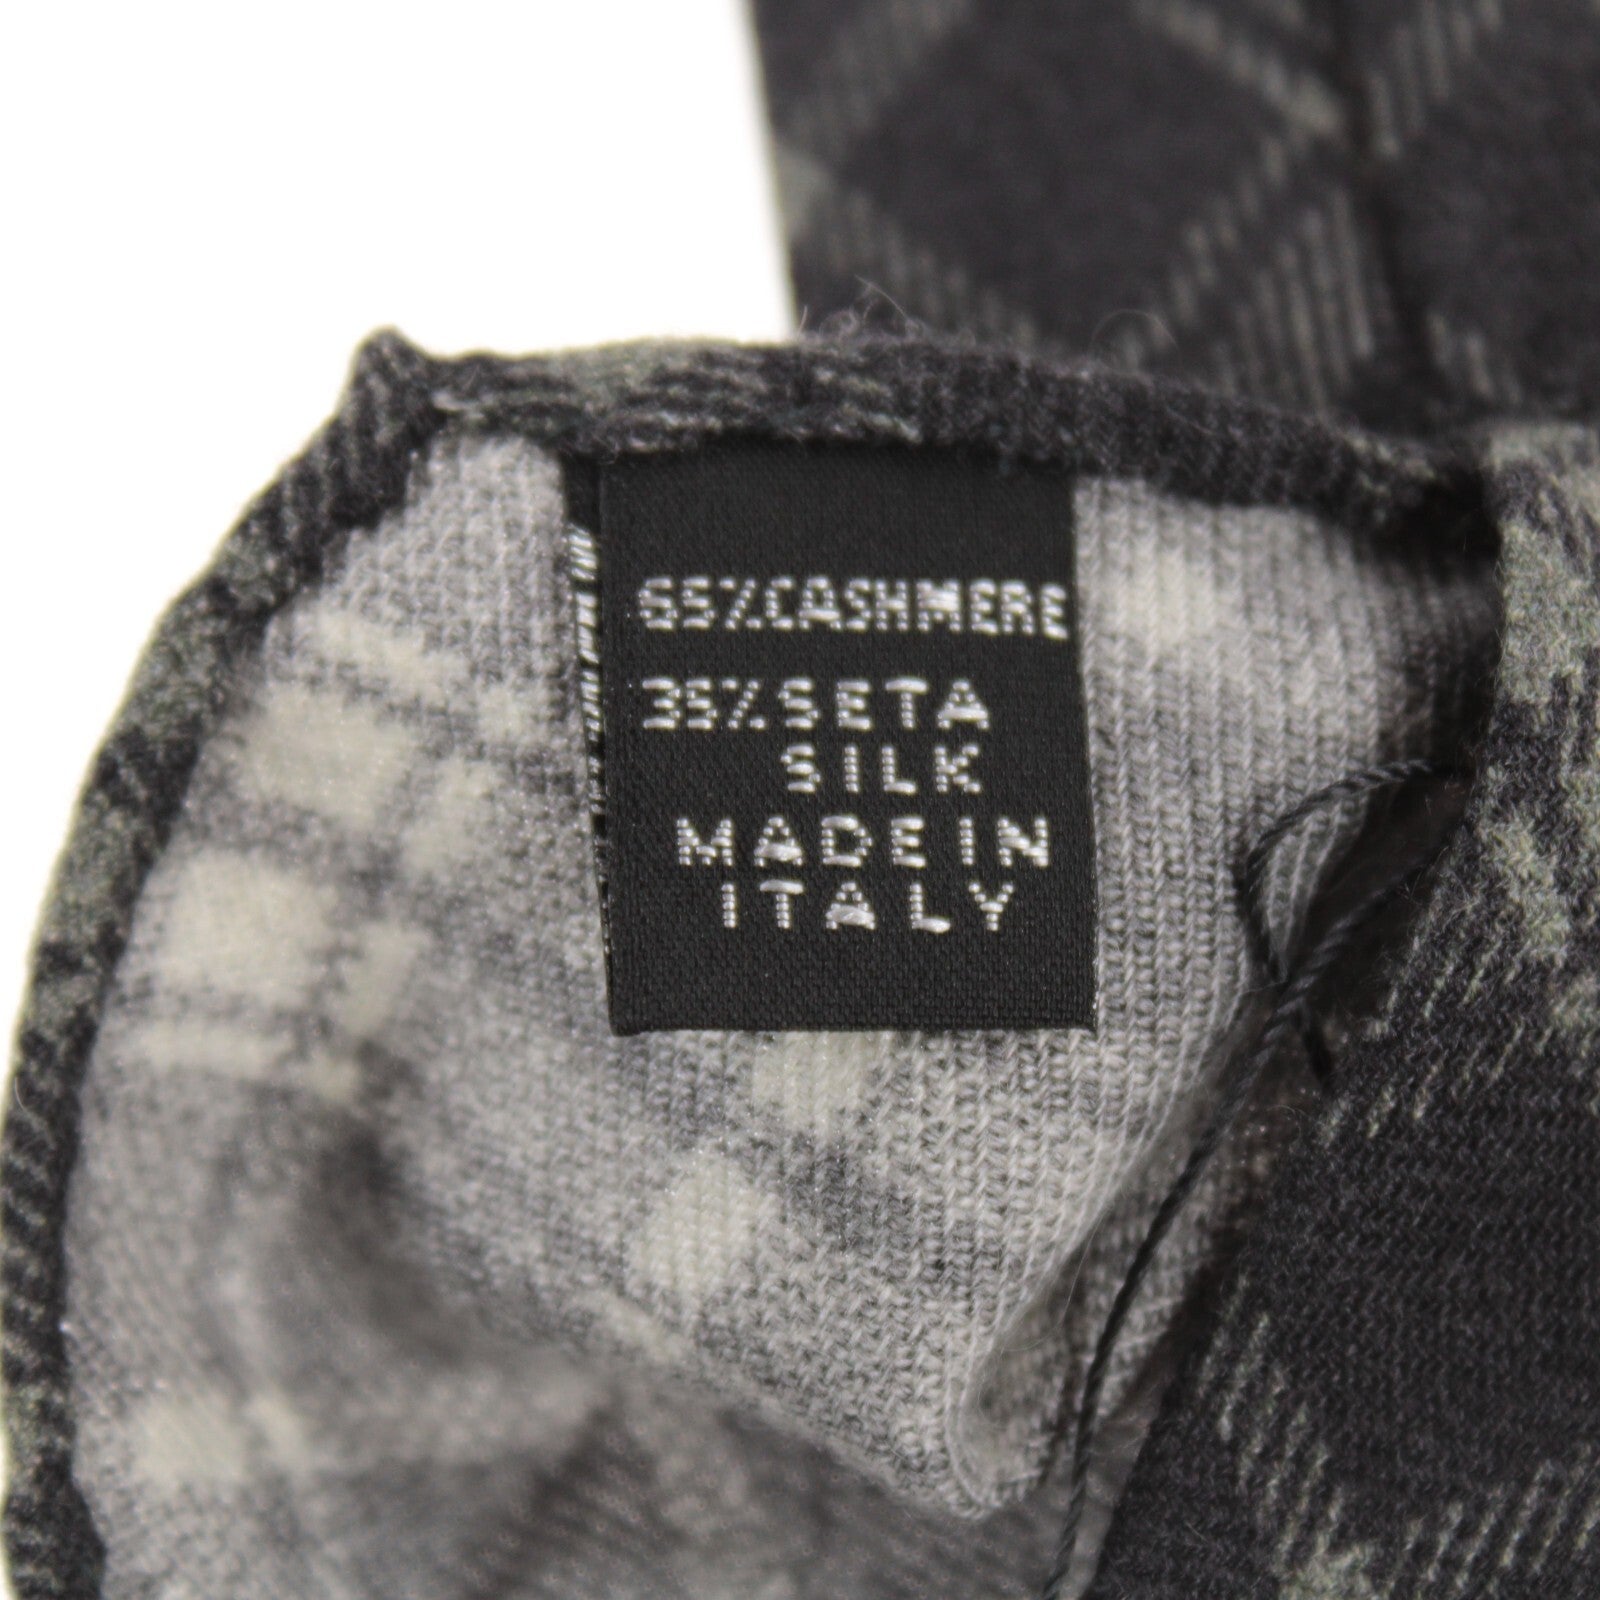 65%CASHMERE
35%SETA
SILK
MADE IN
ITALY